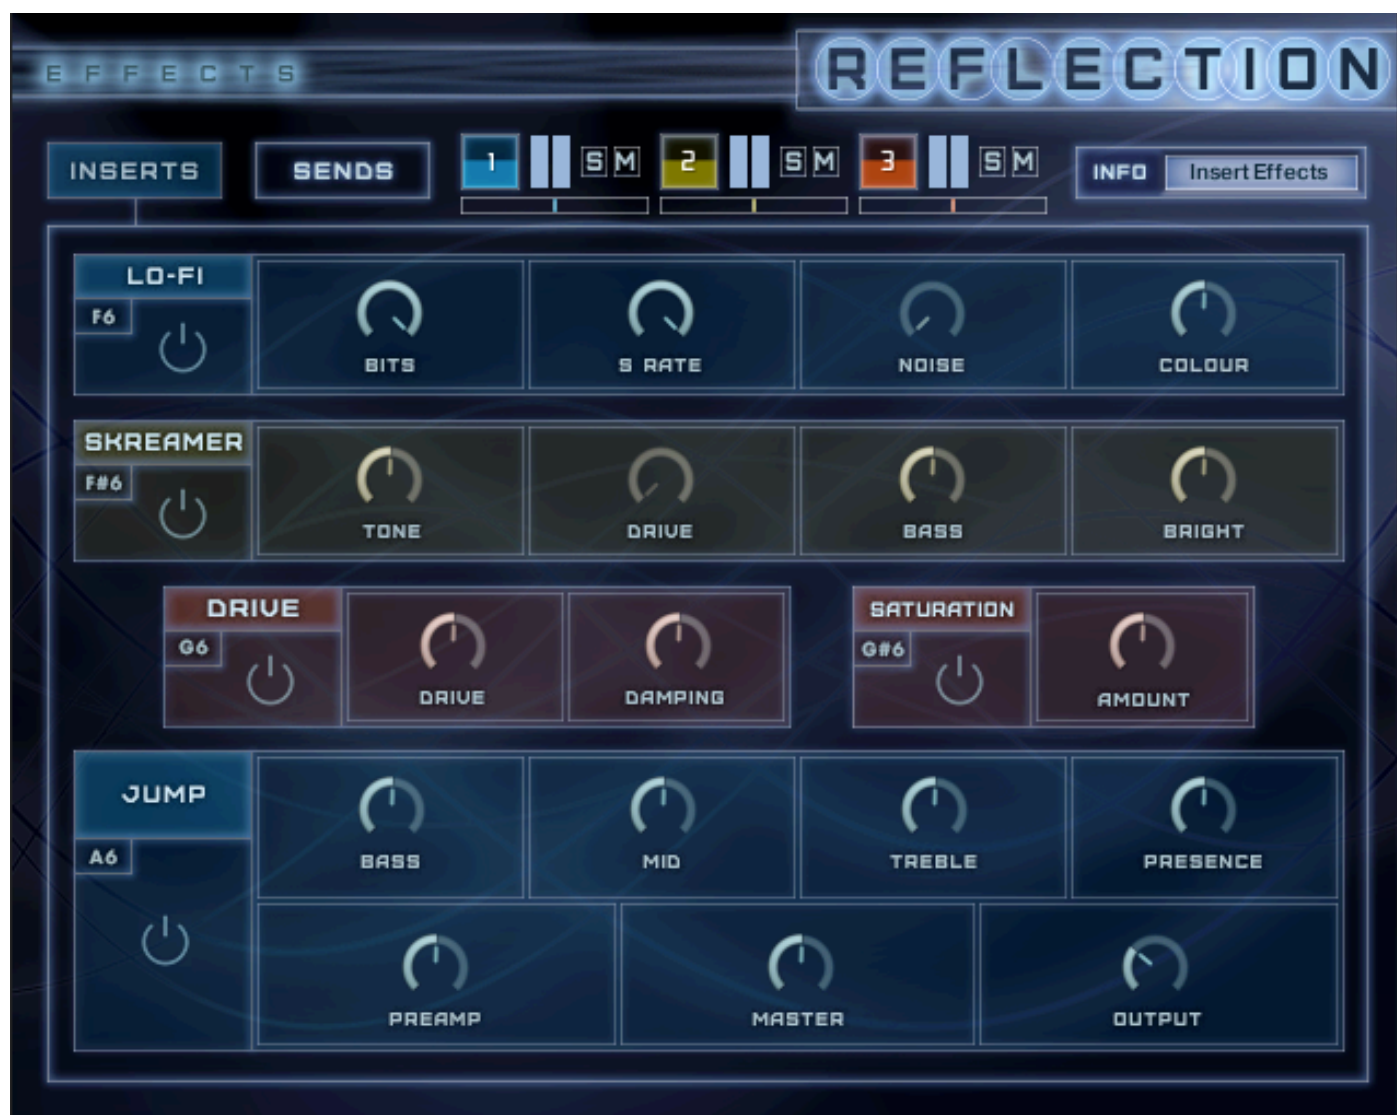 EFFECTS
REFLECTION
INSERTS
SENDS
1 S M 2 S M 3 S M
INFO Insert Effects
LO-FI
F6
BITS S RATE NOISE COLOUR
SKREAMER
F#6
TONE DRIVE BASS BRIGHT
DRIVE
G6
DRIVE DAMPING
SATURATION
G#6
AMOUNT
JUMP
A6
BASS MID TREBLE PRESENCE
PREAMP MASTER OUTPUT